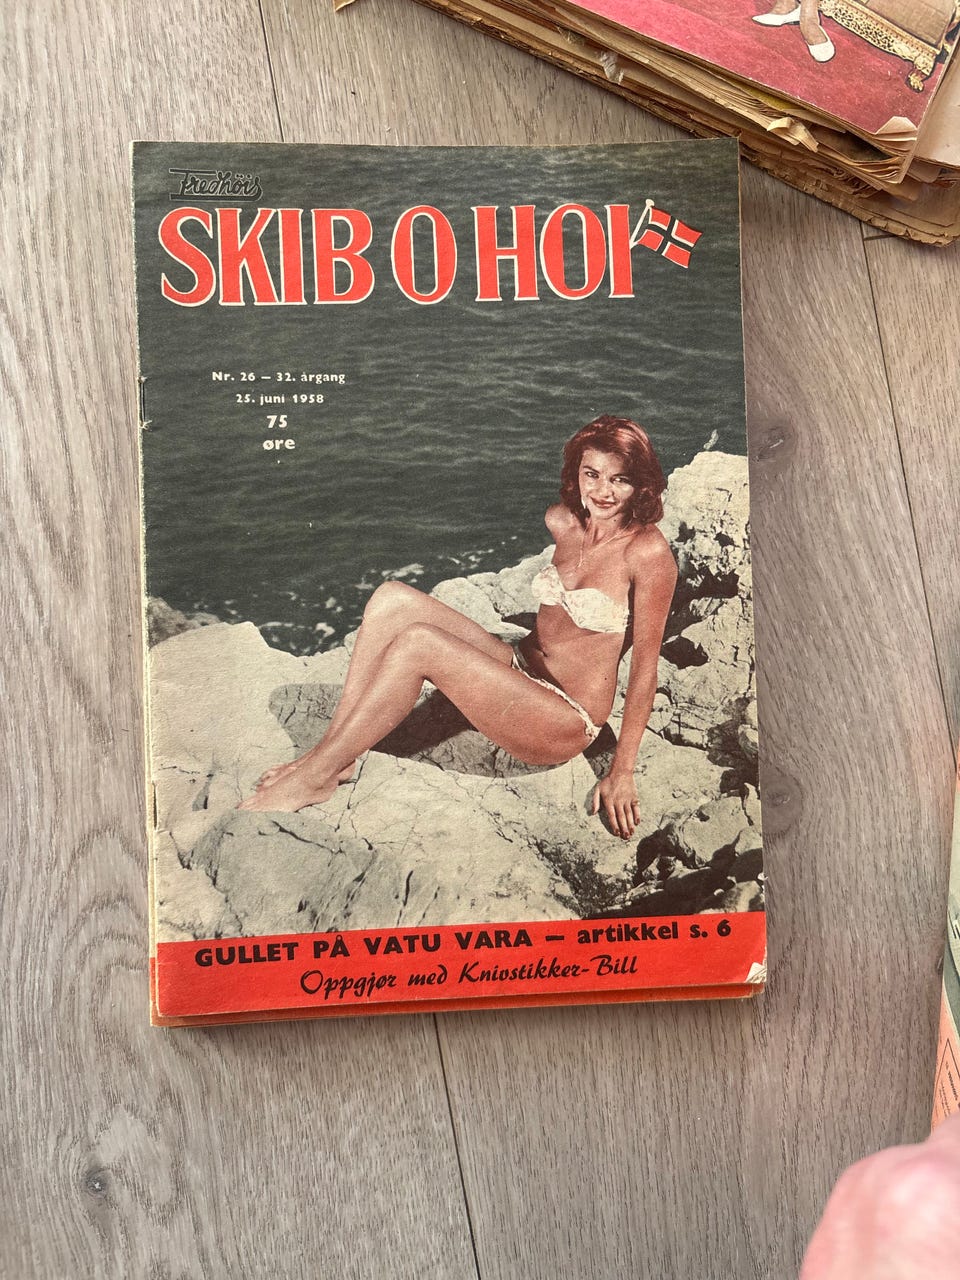 Fredhøis
SKIB O HOI
Nr. 26 – 32. årgang
25. juni 1958
75
øre
GULLET PÅ VATU VARA – artikkel s. 6
Oppgjør med Knivstikker-Bill